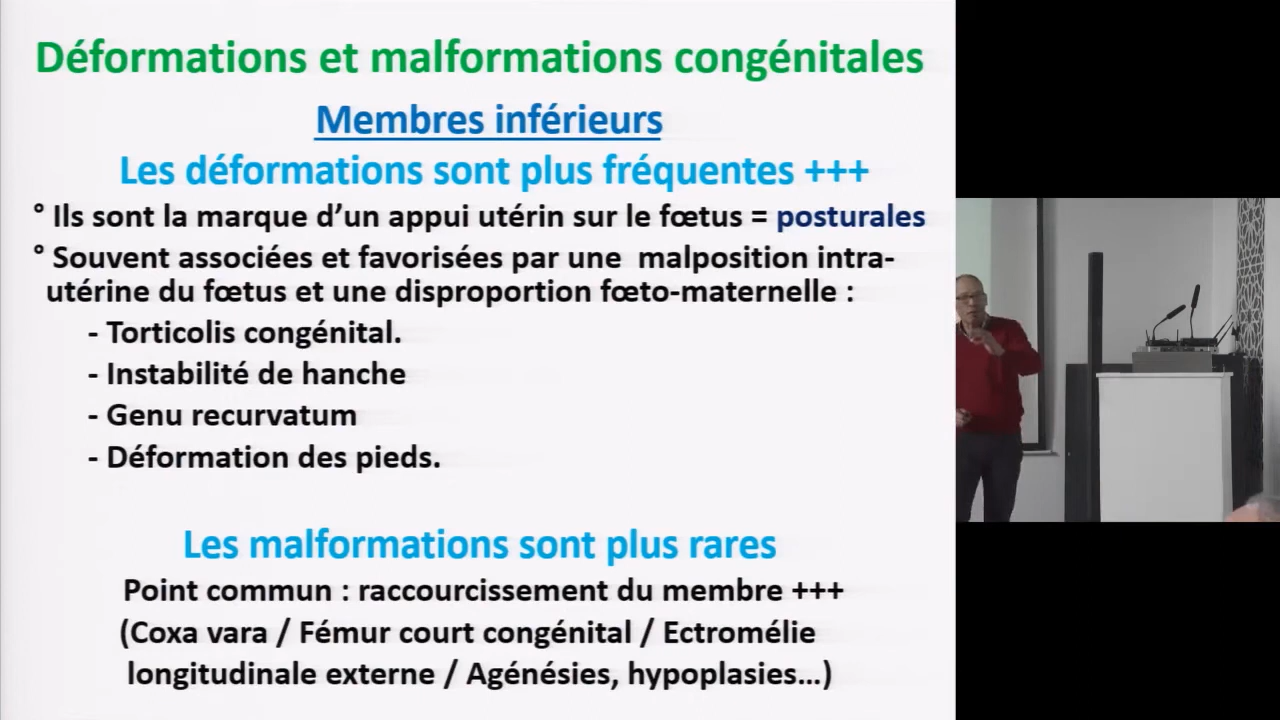 Déformations et malformations congénitales
Membres inférieurs
Les déformations sont plus fréquentes +++
° Ils sont la marque d’un appui utérin sur le fœtus = posturales
° Souvent associées et favorisées par une malposition intra-
utérine du fœtus et une disproportion fœto-maternelle :
- Torticolis congénital.
- Instabilité de hanche
- Genu recurvatum
- Déformation des pieds.
Les malformations sont plus rares
Point commun : raccourcissement du membre +++
(Coxa vara / Fémur court congénital / Ectromélie
longitudinale externe / Agénésies, hypoplasies…)